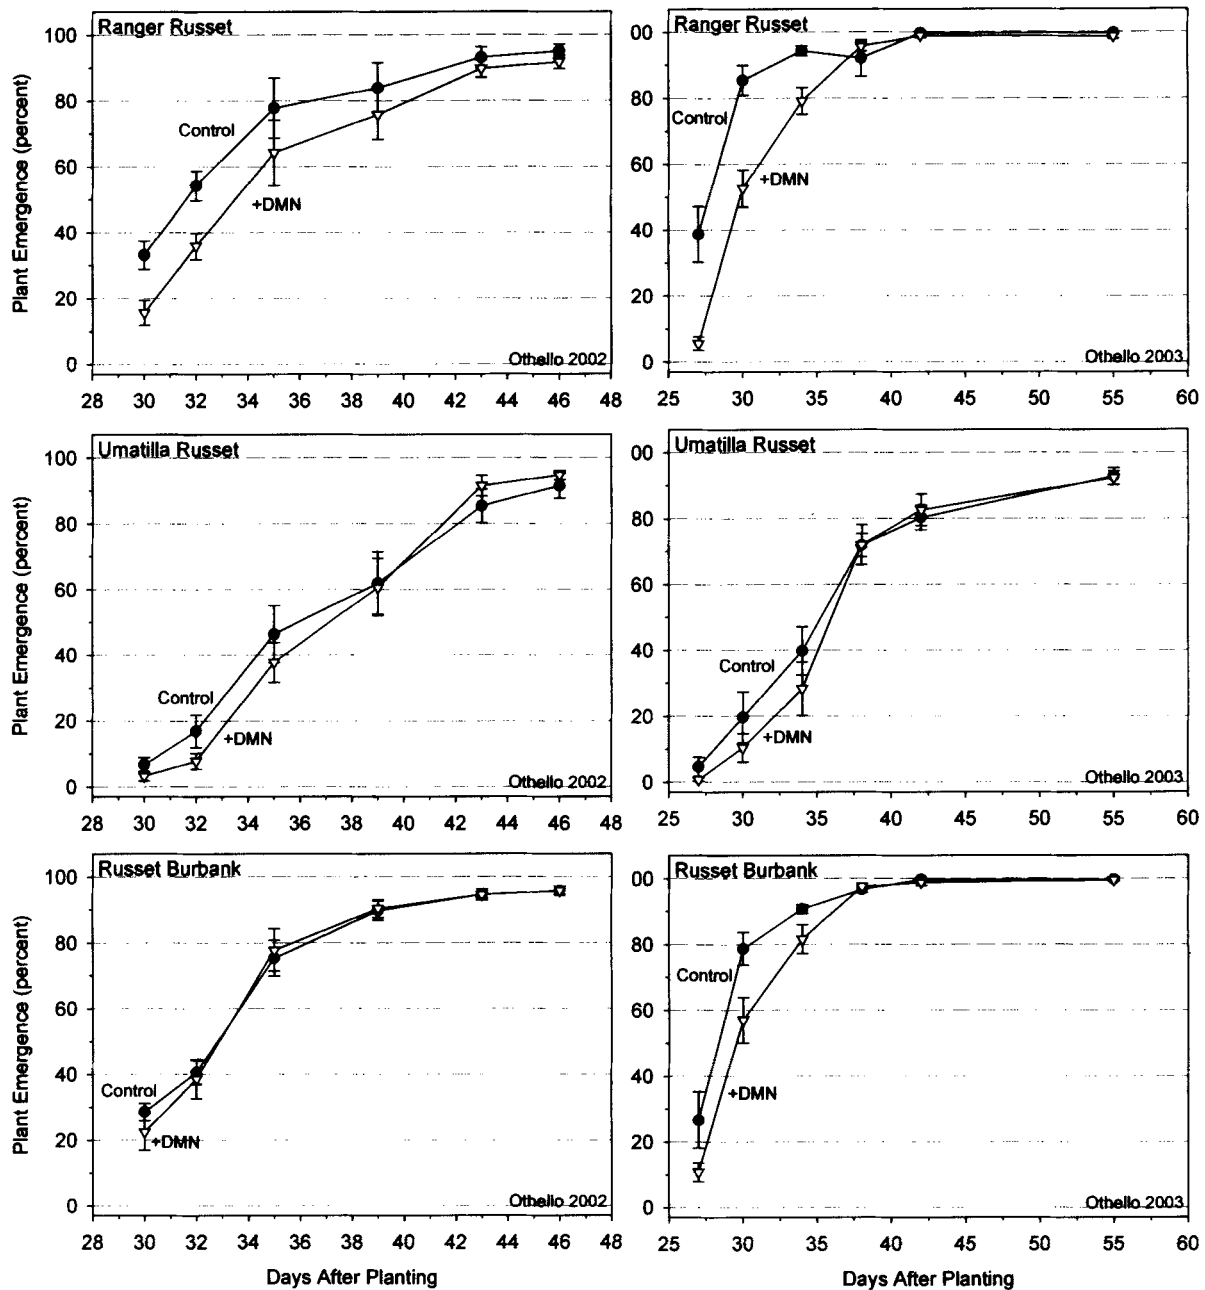 Ranger Russet
Plant Emergence (percent)
100
80
60
40
20
0
Control
+DMN
Othello 2002
28 30 32 34 36 38 40 42 44 46 48
Ranger Russet
00
80
60
40
20
0
Control
+DMN
Othello 2003
25 30 35 40 45 50 55 60
Umatilla Russet
Plant Emergence (percent)
100
80
60
40
20
0
Control
+DMN
Othello 2002
28 30 32 34 36 38 40 42 44 46 48
Umatilla Russet
00
80
60
40
20
0
Control
+DMN
Othello 2003
25 30 35 40 45 50 55 60
Russet Burbank
Plant Emergence (percent)
100
80
60
40
20
0
Control
+DMN
Othello 2002
28 30 32 34 36 38 40 42 44 46 48
Days After Planting
Russet Burbank
00
80
60
40
20
0
Control
+DMN
Othello 2003
25 30 35 40 45 50 55 60
Days After Planting